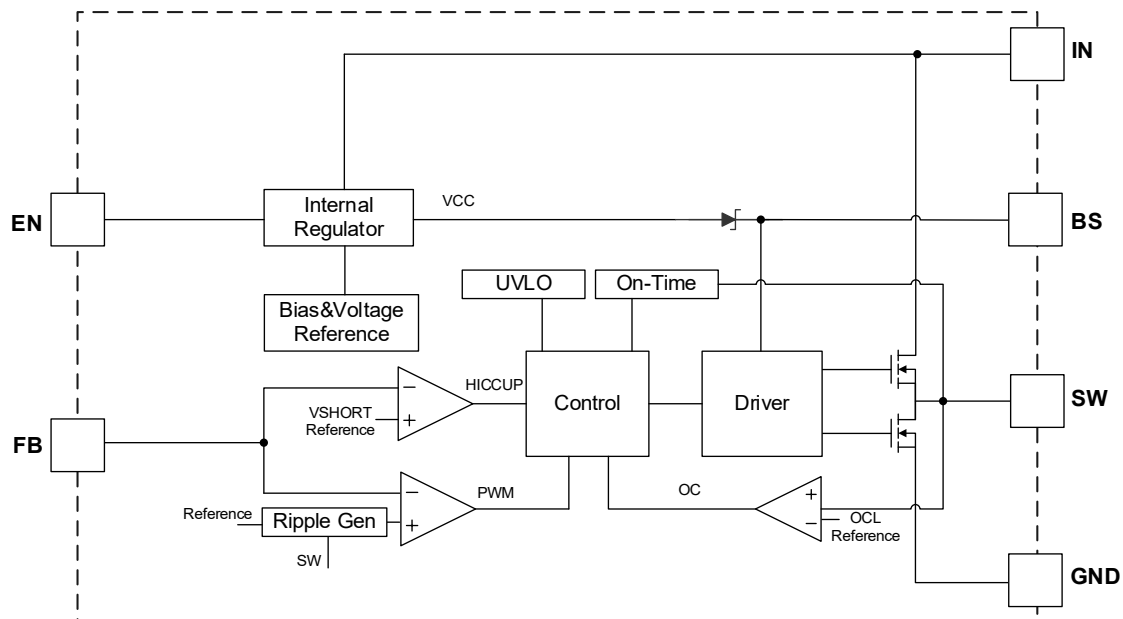 IN
EN
Internal
Regulator
VCC
BS
UVLO
On-Time
Bias&Voltage
Reference
HICCUP
VSHORT
Reference
Control
Driver
SW
FB
PWM
OC
Reference
Ripple Gen
SW
OCL
Reference
GND